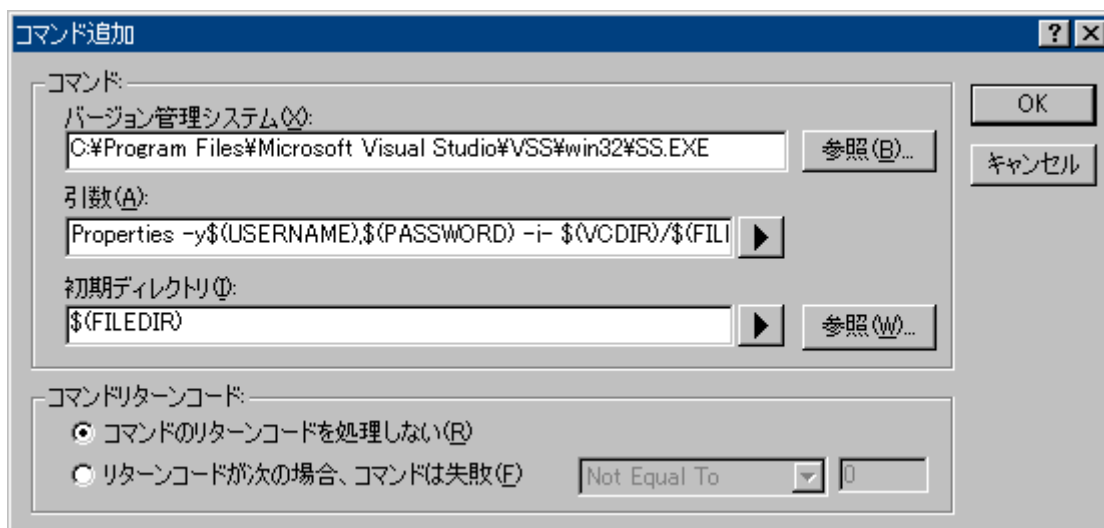 コマンド追加
コマンド:
バージョン管理システム(X):
C:¥Program Files¥Microsoft Visual Studio¥VSS¥win32¥SS.EXE
参照(B)...
引数(A):
Properties -y$(USERNAME),$(PASSWORD) -i- $(VCDIR)/$(FILE
初期ディレクトリ(I):
$(FILEDIR)
参照(W)...
コマンドリターンコード:
コマンドのリターンコードを処理しない(R)
リターンコードが次の場合、コマンドは失敗(F)
Not Equal To
0
OK
キャンセル